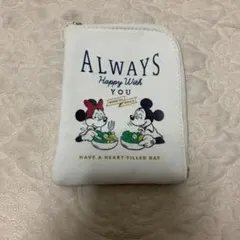 ALWAYS
Happy With
YOU
HAVE A HEART-FILLED DAY